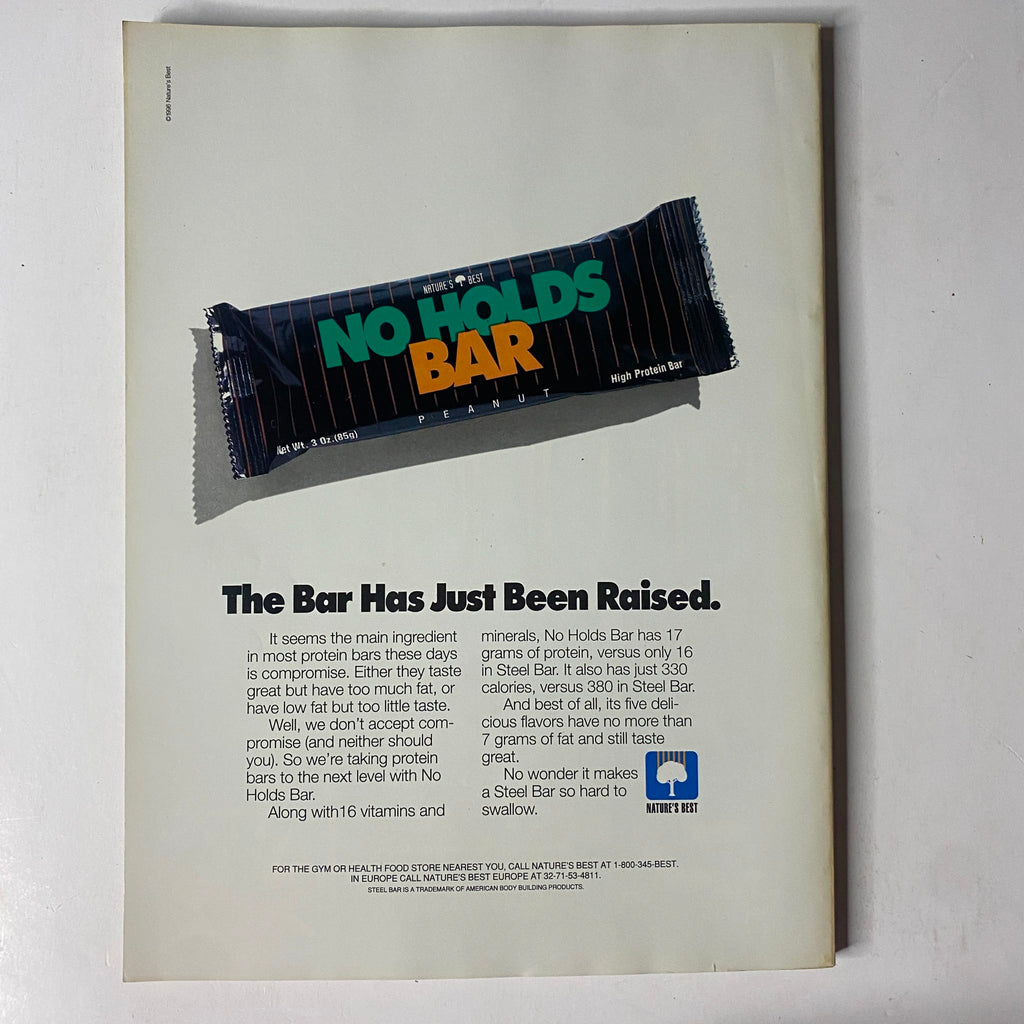 © 1996 Nature's Best
NATURE'S BEST
NO HOLDS
BAR
PEANUT
High Protein Bar
Net Wt. 3 Oz.(85g)
The Bar Has Just Been Raised.
It seems the main ingredient
in most protein bars these days
is compromise. Either they taste
great but have too much fat, or
have low fat but too little taste.
Well, we don't accept com-
promise (and neither should
you). So we're taking protein
bars to the next level with No
Holds Bar.
Along with16 vitamins and
minerals, No Holds Bar has 17
grams of protein, versus only 16
in Steel Bar. It also has just 330
calories, versus 380 in Steel Bar.
And best of all, its five deli-
cious flavors have no more than
7 grams of fat and still taste
great.
No wonder it makes
a Steel Bar so hard to
swallow.
NATURE'S BEST
FOR THE GYM OR HEALTH FOOD STORE NEAREST YOU, CALL NATURE'S BEST AT 1-800-345-BEST.
IN EUROPE CALL NATURE'S BEST EUROPE AT 32-71-53-4811.
STEEL BAR IS A TRADEMARK OF AMERICAN BODY BUILDING PRODUCTS.